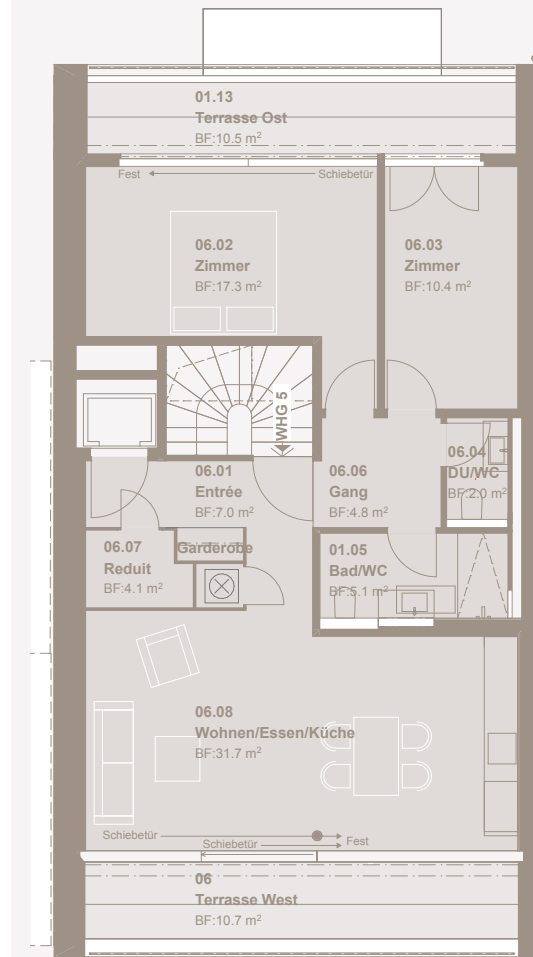 01.13
Terrasse Ost
BF:10.5 m²
Fest
Schiebetür
06.02
Zimmer
BF:17.3 m²
06.03
Zimmer
BF:10.4 m²
WHG 5
06.01
Entrée
BF:7.0 m²
06.06
Gang
BF:4.8 m²
06.04
DU/WC
BF:2.0 m²
06.07
Reduit
BF:4.1 m²
Garderobe
01.05
Bad/WC
BF:5.1 m²
06.08
Wohnen/Essen/Küche
BF:31.7 m²
Schiebetür
Schiebetür
Fest
06
Terrasse West
BF:10.7 m²